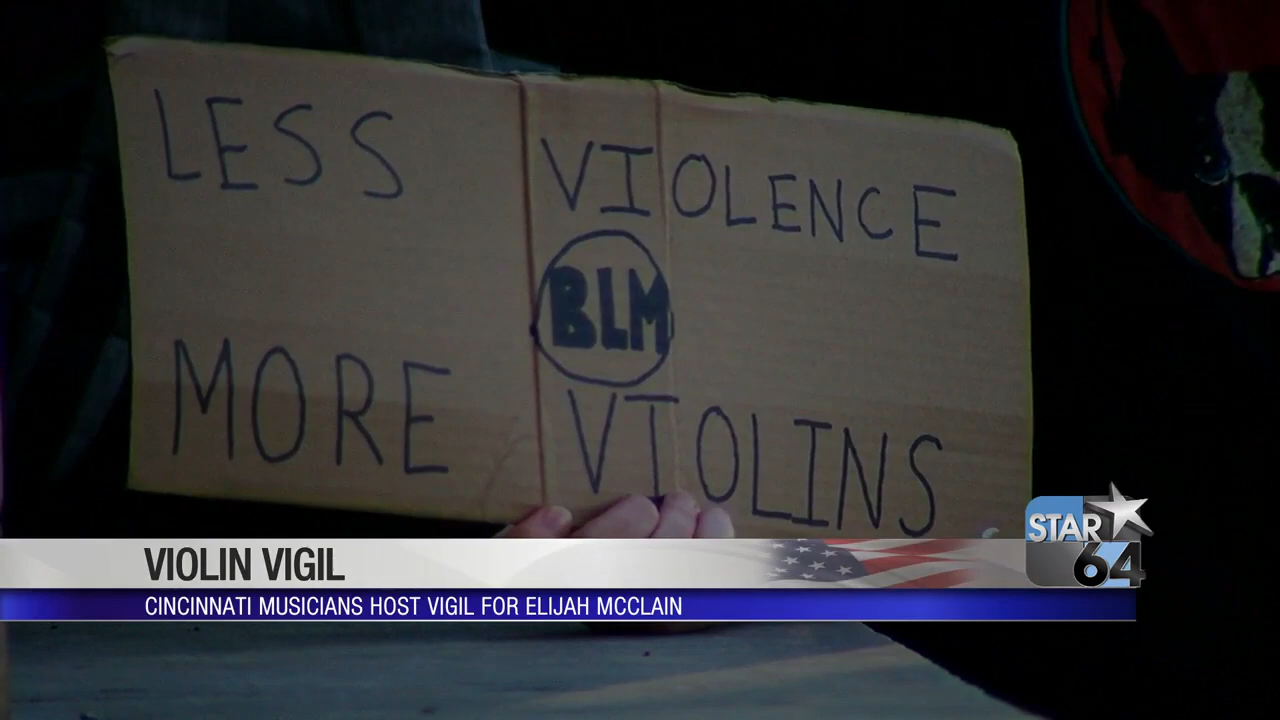 LESS VIOLENCE
BLM
MORE VIOLINS
VIOLIN VIGIL
CINCINNATI MUSICIANS HOST VIGIL FOR ELIJAH MCCLAIN
STAR
64